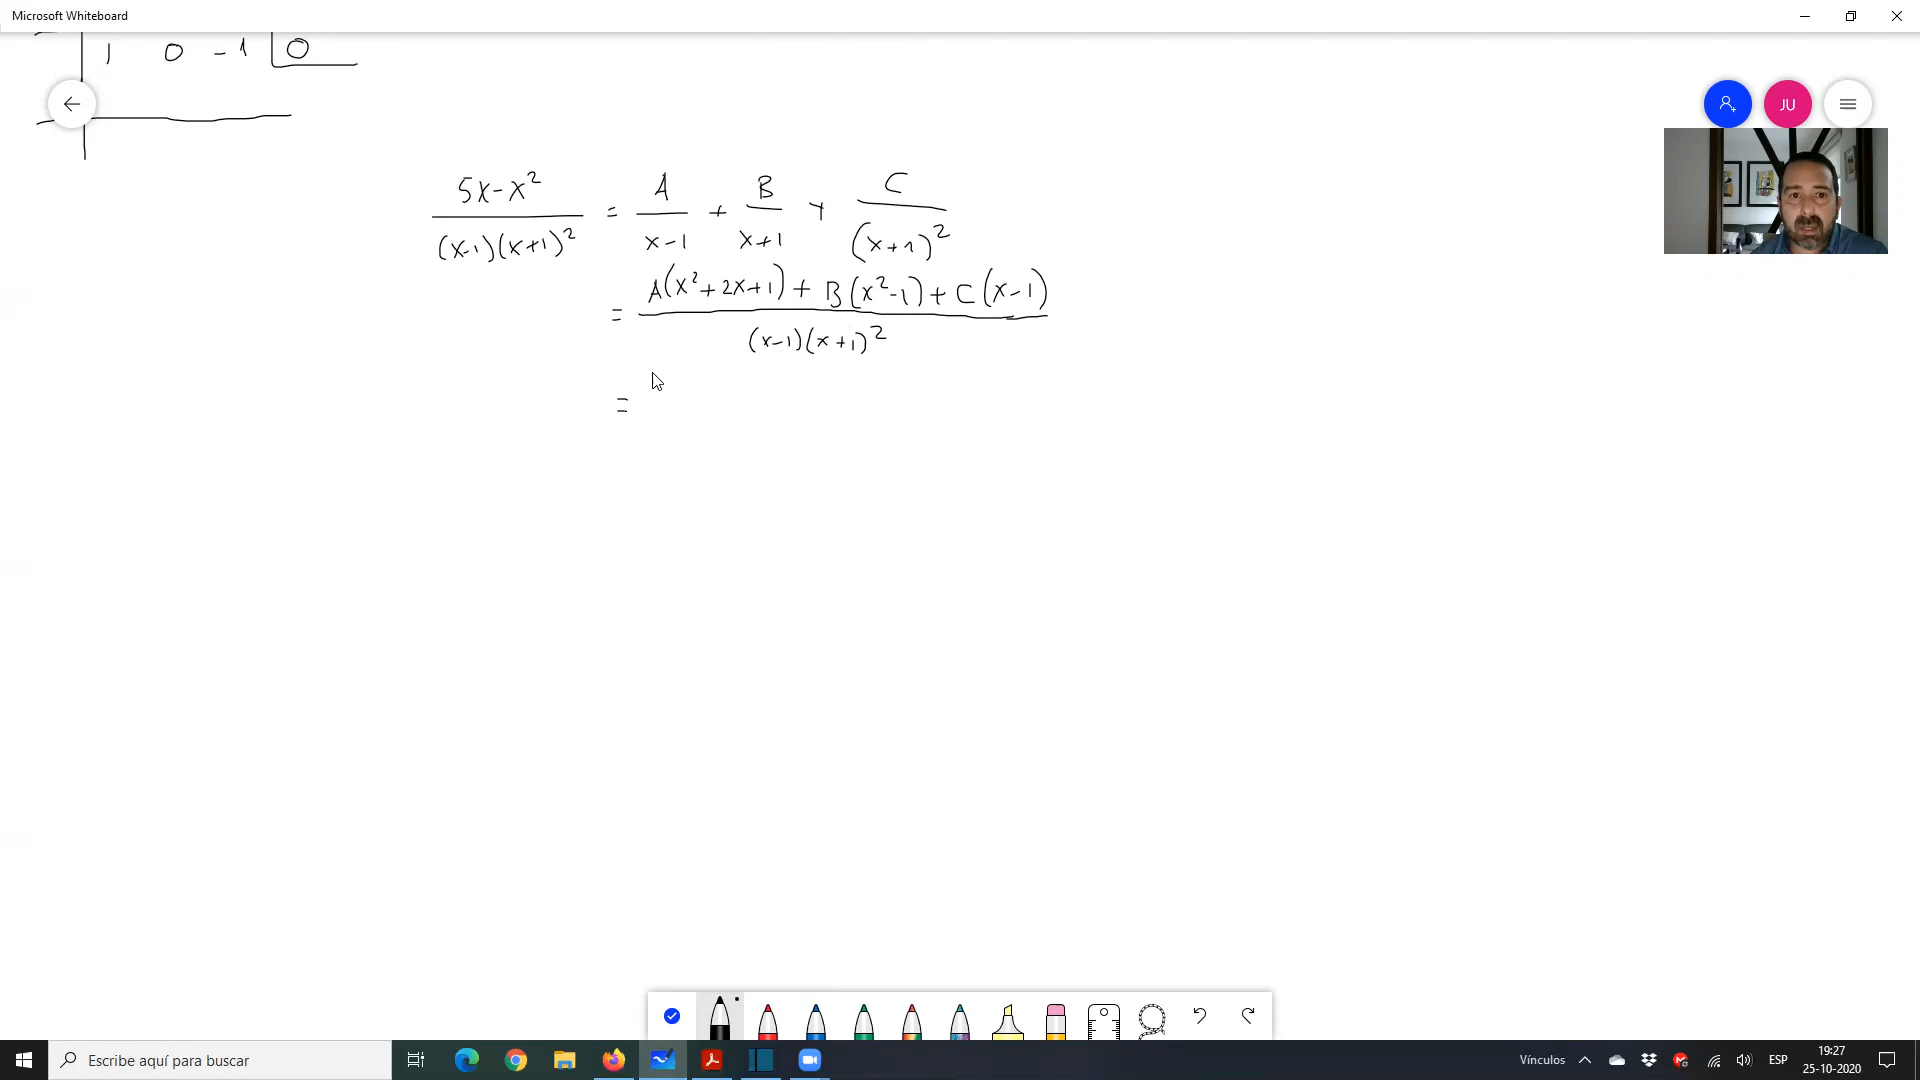 Microsoft Whiteboard
1 0 -1 0
JU
5x-x²/(x-1)(x+1)² = A/x-1 + B/x+1 + C/(x+1)²
= A(x²+2x+1) + B(x²-1) + C(x-1)/(x-1)(x+1)²
=
Escribe aquí para buscar
Vínculos
ESP
19:27
25-10-2020